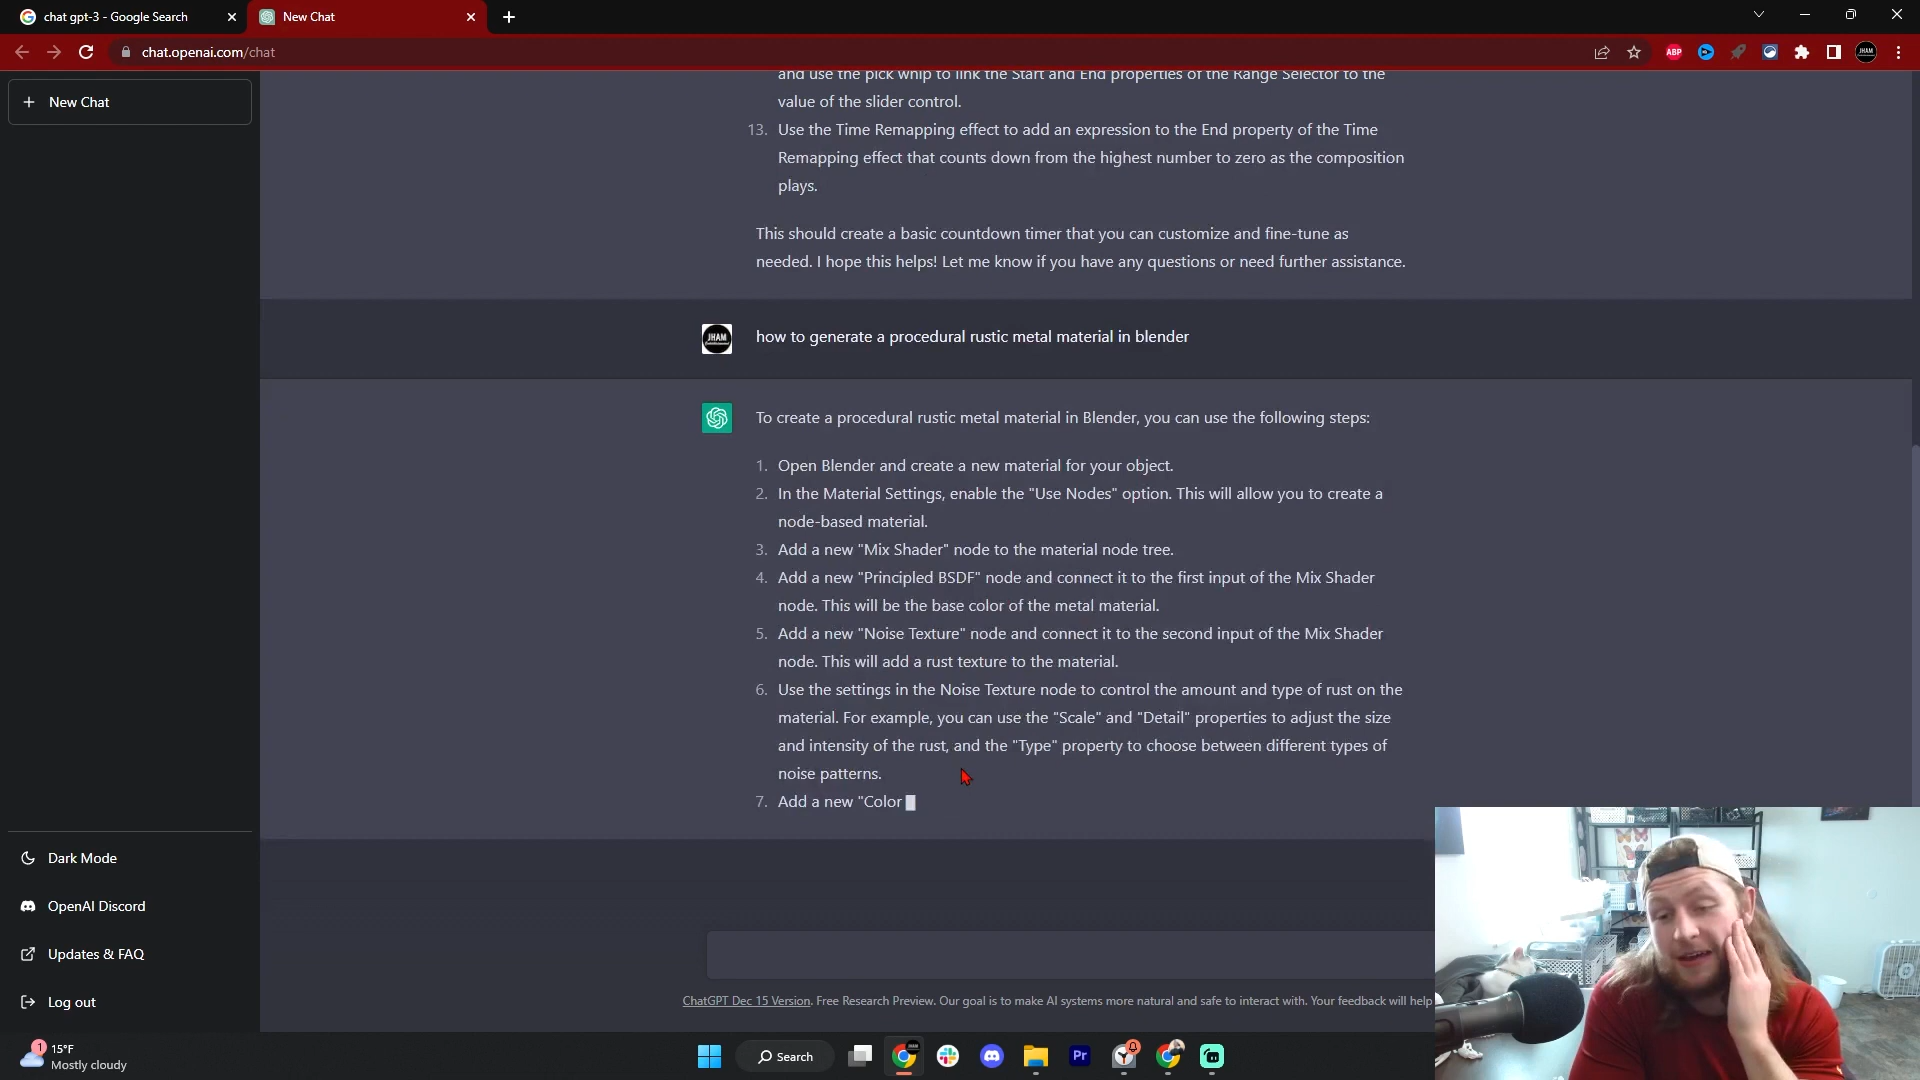 chat gpt-3 - Google Search
New Chat
chat.openai.com/chat
ABP
JHAM
New Chat
and use the pick whip to link the Start and End properties of the Range Selector to the
value of the slider control.
13. Use the Time Remapping effect to add an expression to the End property of the Time
Remapping effect that counts down from the highest number to zero as the composition
plays.
This should create a basic countdown timer that you can customize and fine-tune as
needed. I hope this helps! Let me know if you have any questions or need further assistance.
JHAM
how to generate a procedural rustic metal material in blender
To create a procedural rustic metal material in Blender, you can use the following steps:
1. Open Blender and create a new material for your object.
2. In the Material Settings, enable the "Use Nodes" option. This will allow you to create a
node-based material.
3. Add a new "Mix Shader" node to the material node tree.
4. Add a new "Principled BSDF" node and connect it to the first input of the Mix Shader
node. This will be the base color of the metal material.
5. Add a new "Noise Texture" node and connect it to the second input of the Mix Shader
node. This will add a rust texture to the material.
6. Use the settings in the Noise Texture node to control the amount and type of rust on the
material. For example, you can use the "Scale" and "Detail" properties to adjust the size
and intensity of the rust, and the "Type" property to choose between different types of
noise patterns.
7. Add a new "Color
Dark Mode
OpenAI Discord
Updates & FAQ
Log out
ChatGPT Dec 15 Version. Free Research Preview. Our goal is to make AI systems more natural and safe to interact with. Your feedback will help
1
15°F
Mostly cloudy
Search
Pr